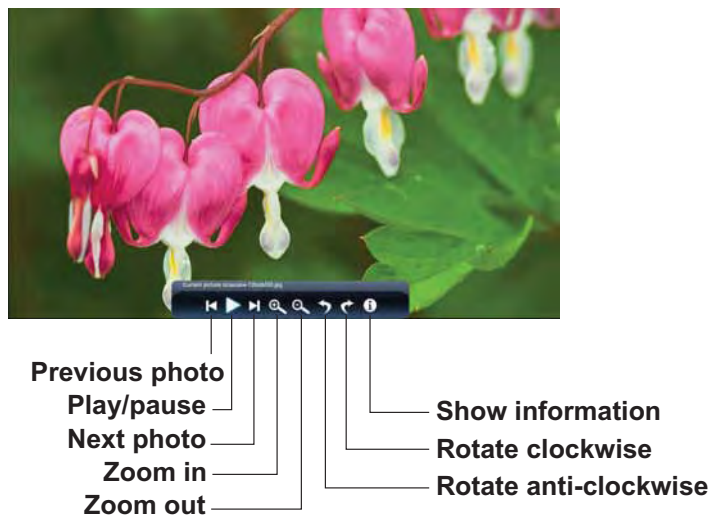 Previous photo
Play/pause
Next photo
Zoom in
Zoom out
Show information
Rotate clockwise
Rotate anti-clockwise